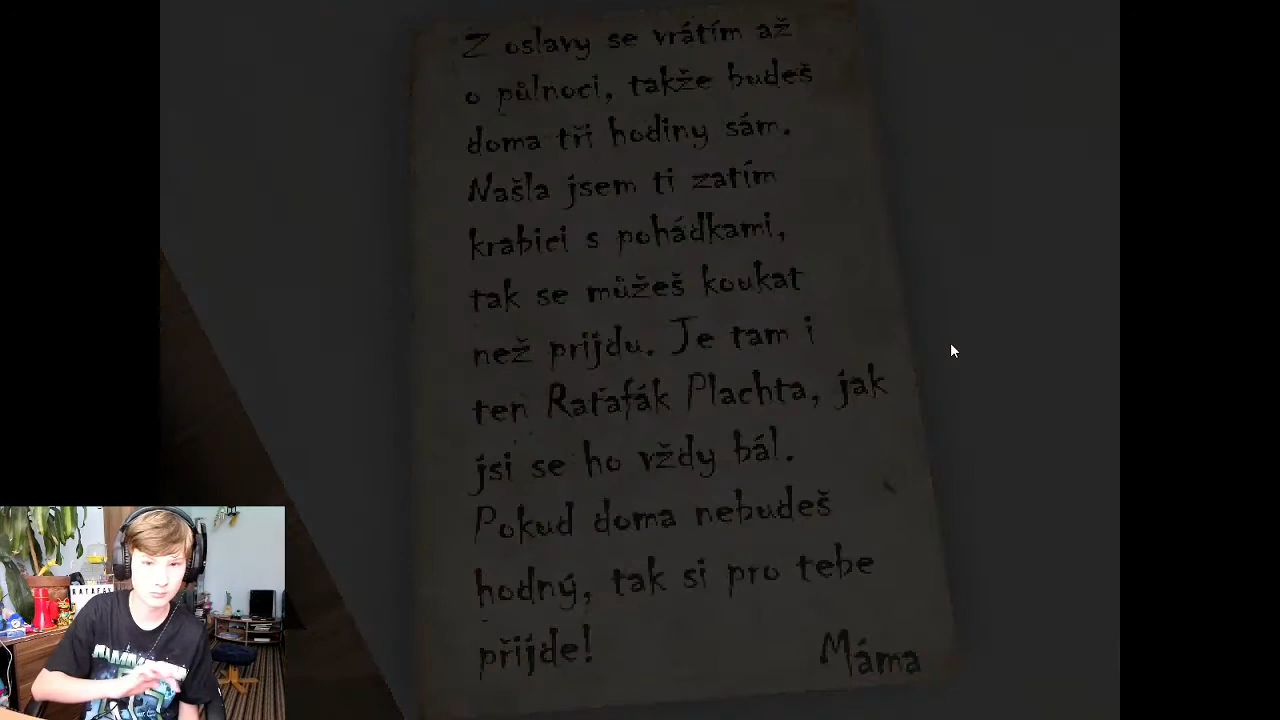 Z oslavy se vrátím až
o půlnoci, takže budeš
doma tři hodiny sám.
Našla jsem ti zatím
krabici s pohádkami,
tak se můžeš koukat
než prijdu. Je tam i
ten Raťafák Plachta, jak
jsi se ho vždy bál.
Pokud doma nebudeš
hodný, tak si pro tebe
přijde!
Máma